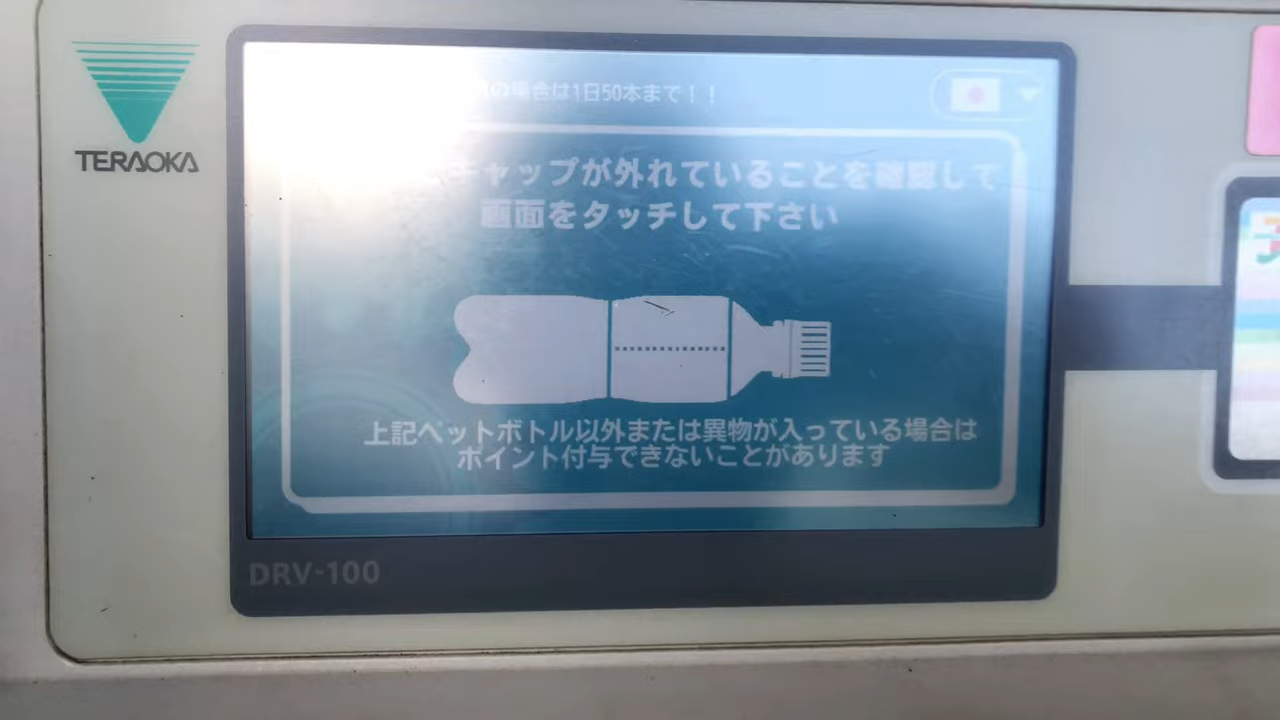 TERAOKA
の場合は1日50本まで！！
キャップが外れていることを確認して
画面をタッチして下さい
上記ペットボトル以外または異物が入っている場合は
ポイント付与できないことがあります
DRV-100